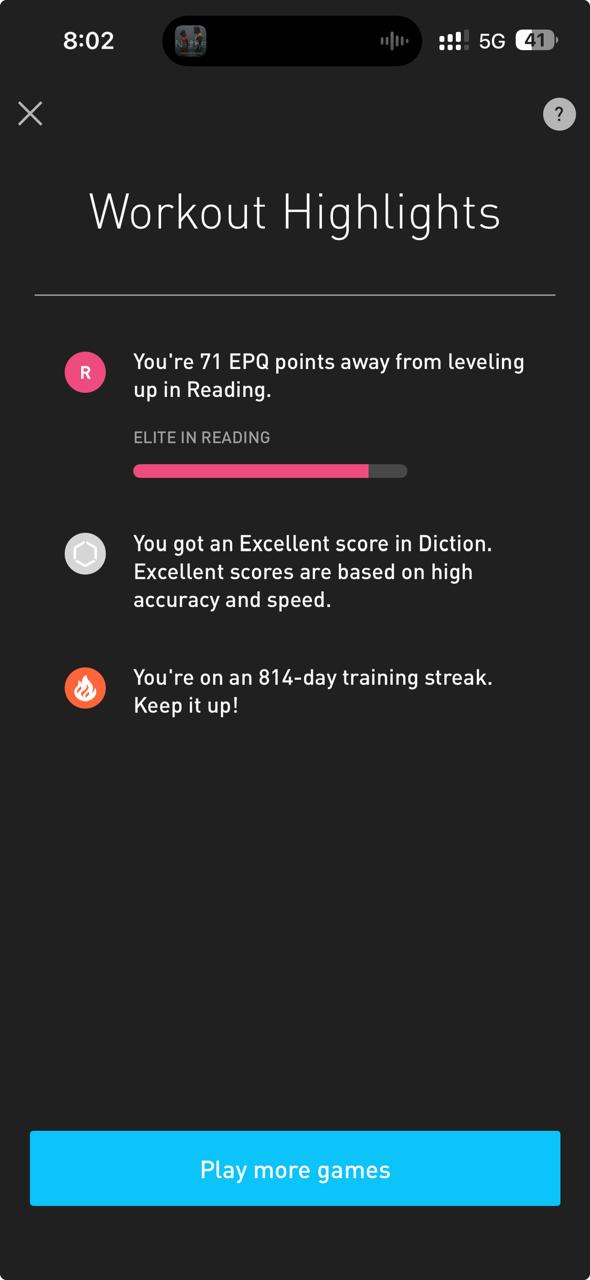 8:02
5G
41
?
Workout Highlights
R
You're 71 EPQ points away from leveling
up in Reading.
ELITE IN READING
You got an Excellent score in Diction.
Excellent scores are based on high
accuracy and speed.
You're on an 814-day training streak.
Keep it up!
Play more games